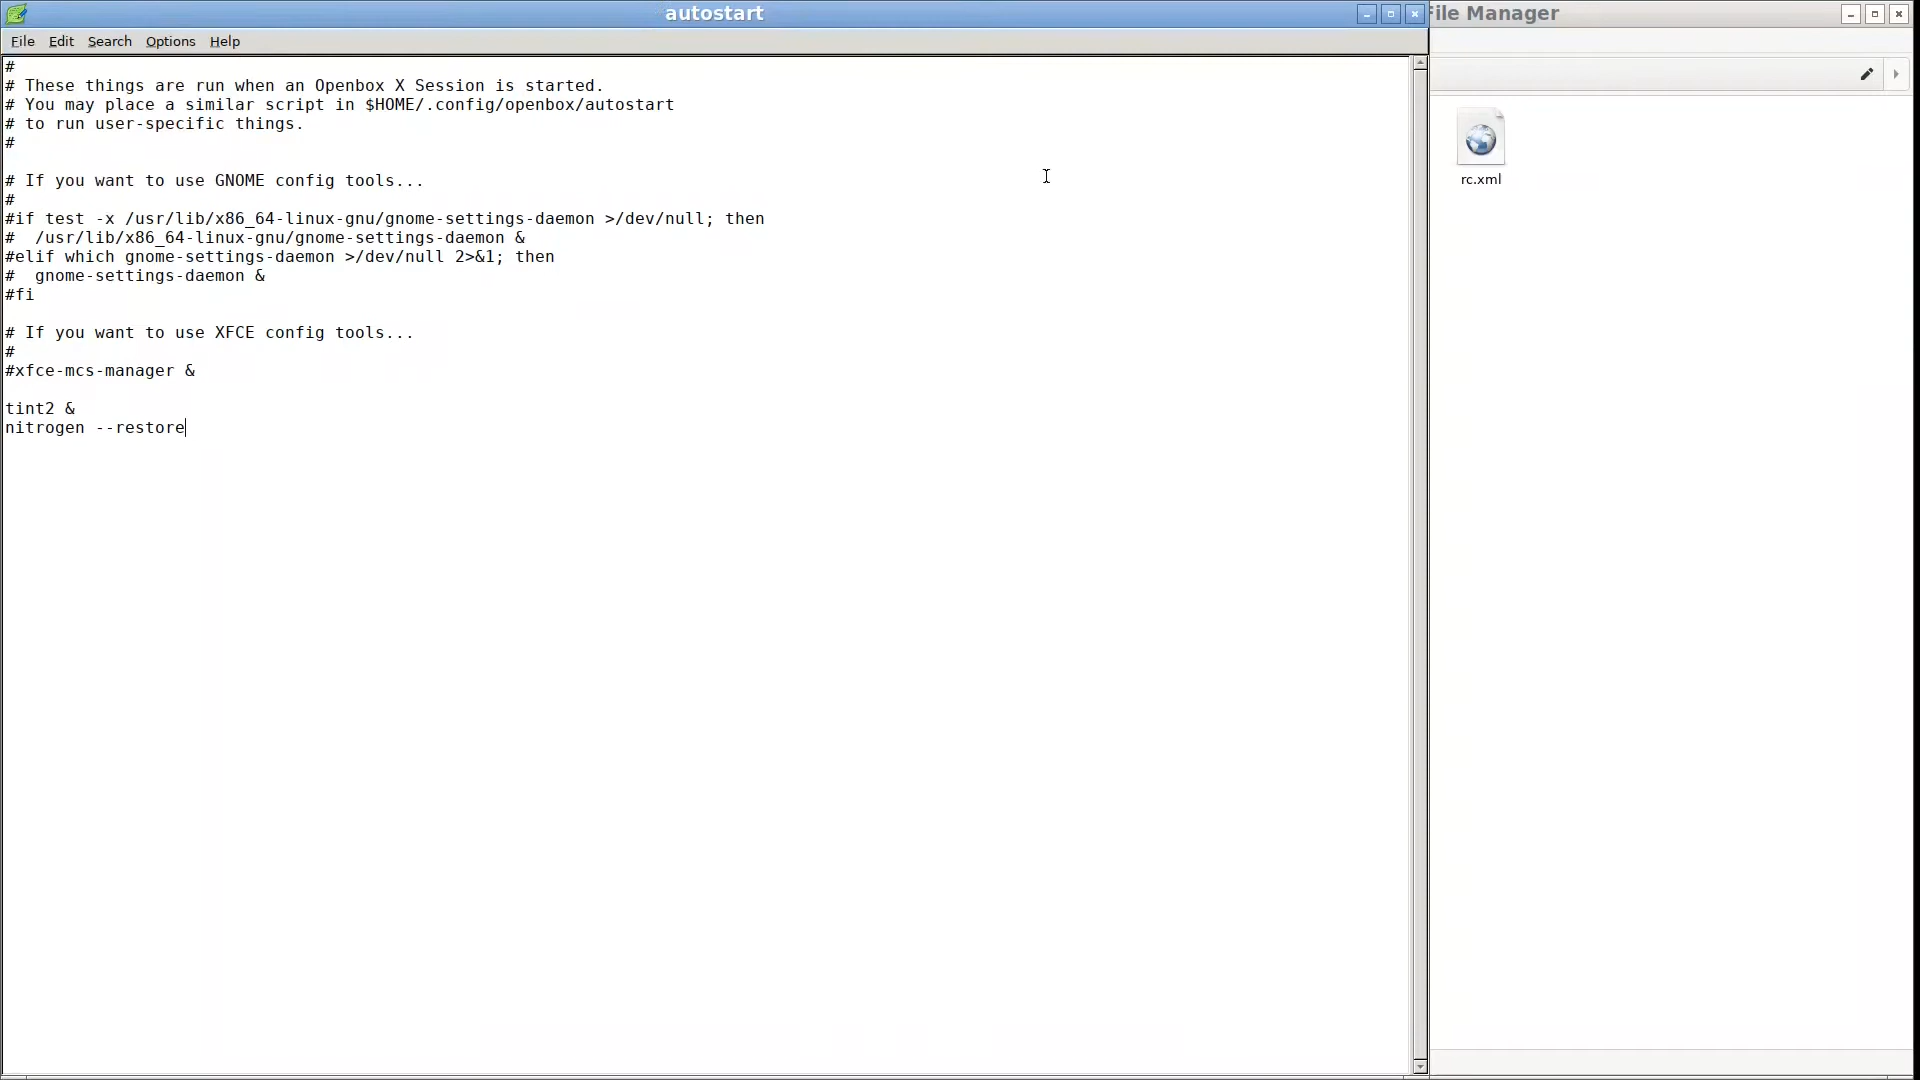 autostart
File Manager
File Edit Search Options Help
#
# These things are run when an Openbox X Session is started.
# You may place a similar script in $HOME/.config/openbox/autostart
# to run user-specific things.
#
# If you want to use GNOME config tools...
#
#if test -x /usr/lib/x86_64-linux-gnu/gnome-settings-daemon >/dev/null; then
#  /usr/lib/x86_64-linux-gnu/gnome-settings-daemon &
#elif which gnome-settings-daemon >/dev/null 2>&1; then
#  gnome-settings-daemon &
#fi
# If you want to use XFCE config tools...
#
#xfce-mcs-manager &
tint2 &
nitrogen --restore
rc.xml